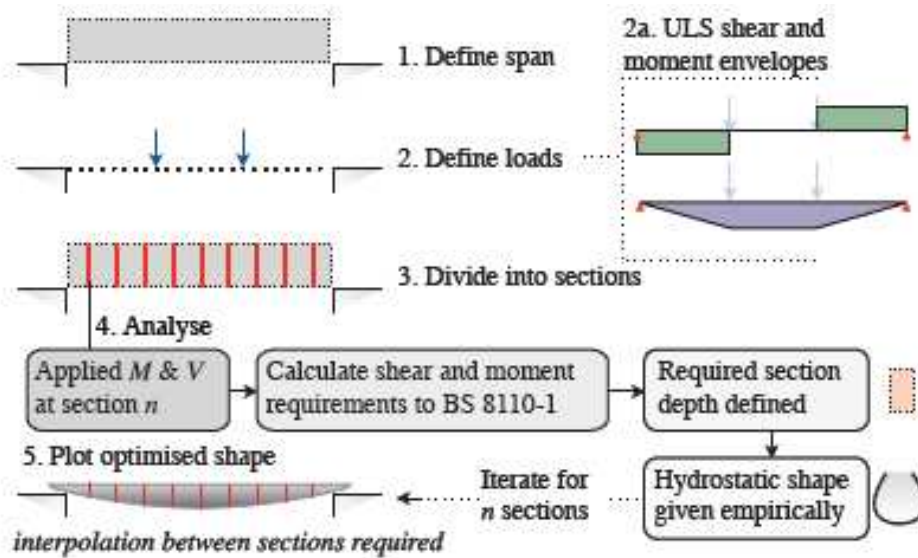 1. Define span
2a. ULS shear and
moment envelopes
2. Define loads
3. Divide into sections
4. Analyse
Applied M & V
at section n
Calculate shear and moment
requirements to BS 8110-1
Required section
depth defined
Hydrostatic shape
given empirically
Iterate for
n sections
5. Plot optimised shape
interpolation between sections required